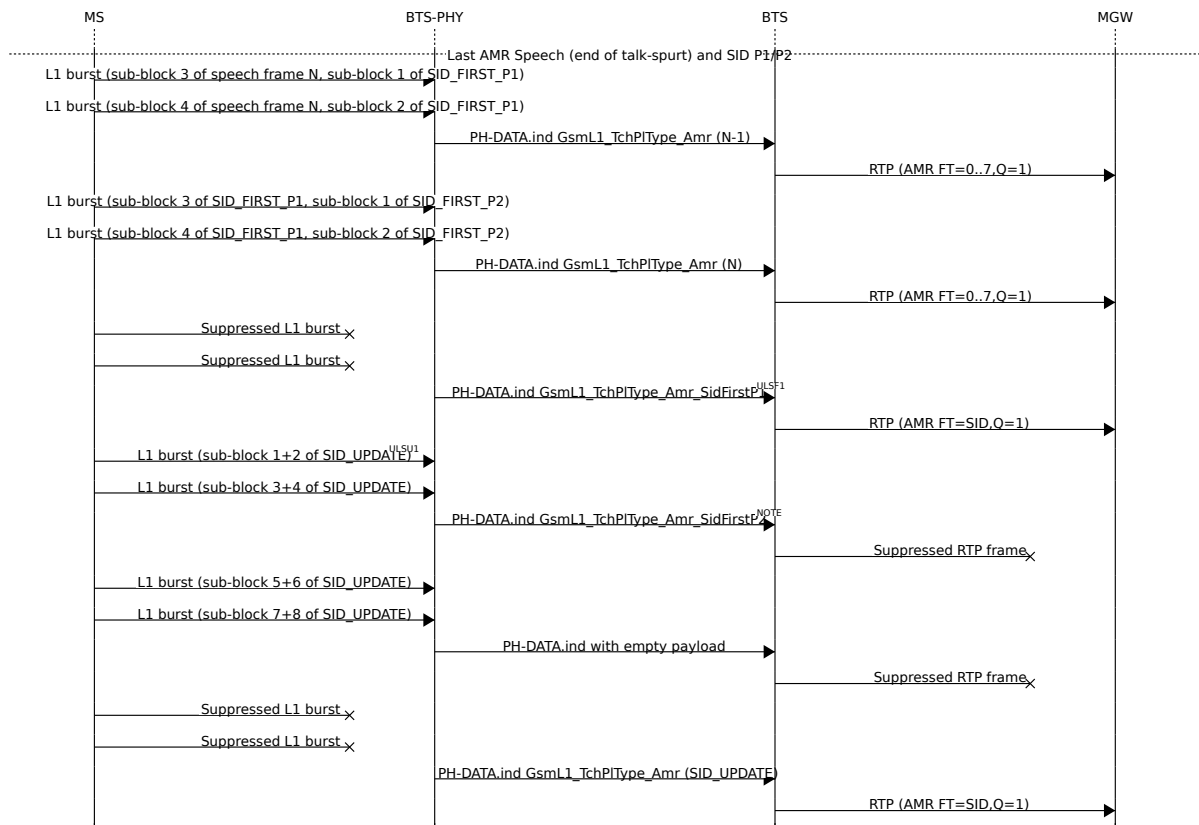 MS BTS-PHY BTS MGW
Last AMR Speech (end of talk-spurt) and SID P1/P2
L1 burst (sub-block 3 of speech frame N, sub-block 1 of SID_FIRST_P1)
L1 burst (sub-block 4 of speech frame N, sub-block 2 of SID_FIRST_P1)
PH-DATA.ind GsmL1_TchPlType_Amr (N-1)
RTP (AMR FT=0..7,Q=1)
L1 burst (sub-block 3 of SID_FIRST_P1, sub-block 1 of SID_FIRST_P2)
L1 burst (sub-block 4 of SID_FIRST_P1, sub-block 2 of SID_FIRST_P2)
PH-DATA.ind GsmL1_TchPlType_Amr (N)
RTP (AMR FT=0..7,Q=1)
Suppressed L1 burst
Suppressed L1 burst
PH-DATA.ind GsmL1_TchPlType_Amr_SidFirstP1 ULSF1
RTP (AMR FT=SID,Q=1)
L1 burst (sub-block 1+2 of SID_UPDATE) ULSU1
L1 burst (sub-block 3+4 of SID_UPDATE)
PH-DATA.ind GsmL1_TchPlType_Amr_SidFirstP2 NOTE
Suppressed RTP frame
L1 burst (sub-block 5+6 of SID_UPDATE)
L1 burst (sub-block 7+8 of SID_UPDATE)
PH-DATA.ind with empty payload
Suppressed RTP frame
Suppressed L1 burst
Suppressed L1 burst
PH-DATA.ind GsmL1_TchPlType_Amr (SID_UPDATE)
RTP (AMR FT=SID,Q=1)